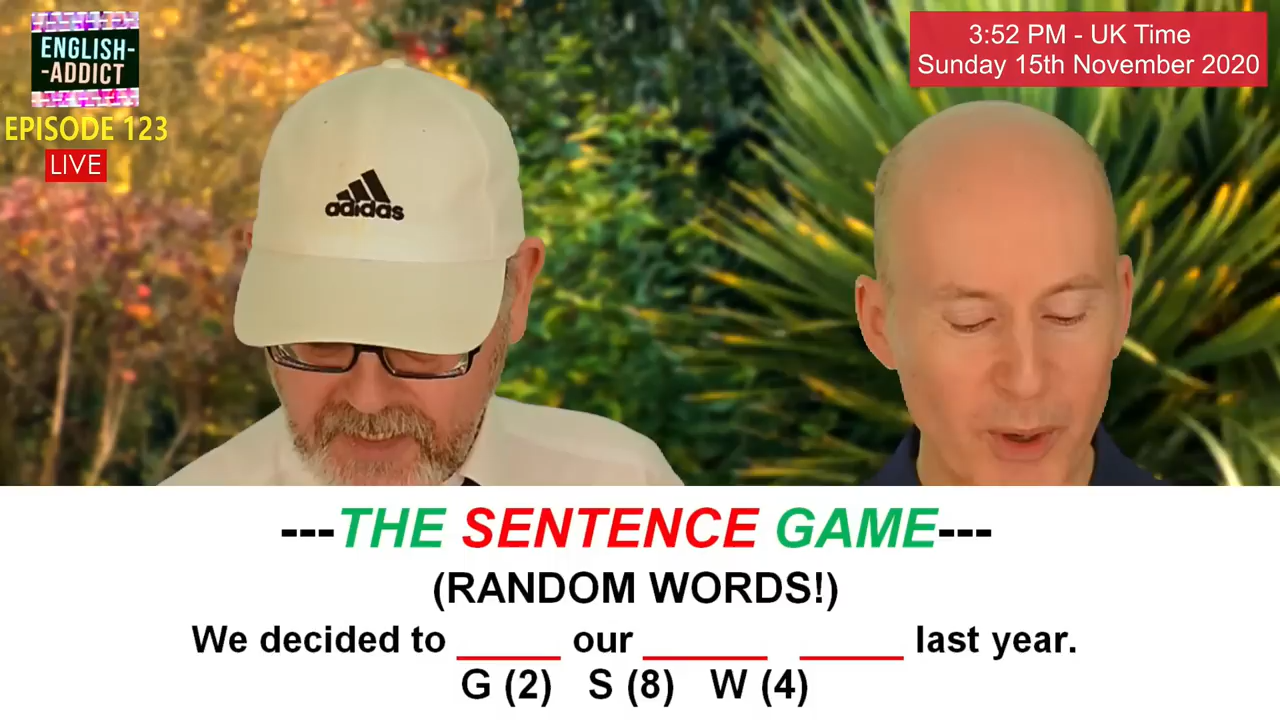 ENGLISH-
-ADDICT
EPISODE 123
LIVE
3:52 PM - UK Time
Sunday 15th November 2020
adidas
---THE SENTENCE GAME---
(RANDOM WORDS!)
We decided to _____ our ______ _____ last year.
G (2) S (8) W (4)